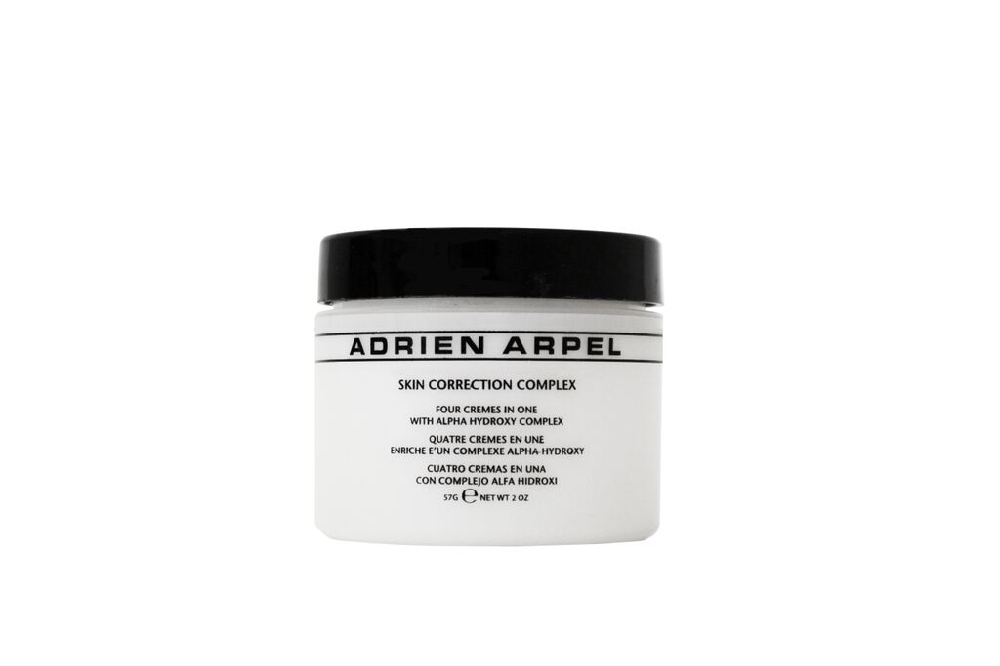 ADRIEN ARPEL
SKIN CORRECTION COMPLEX
FOUR CREMES IN ONE
WITH ALPHA HYDROXY COMPLEX
QUATRE CREMES EN UNE
ENRICHE E'UN COMPLEXE ALPHA-HYDROXY
CUATRO CREMAS EN UNA
CON COMPLEJO ALFA HIDROXI
57G ℮ NET WT 2 OZ